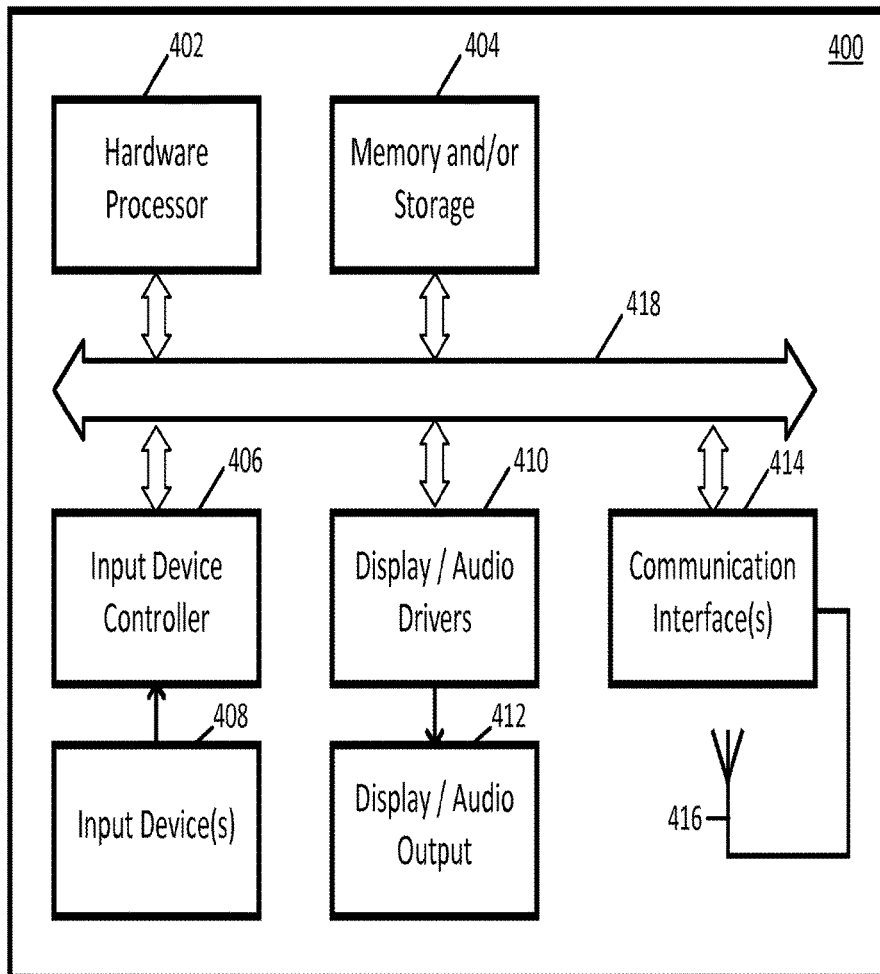 400
402
404
Hardware
Processor
Memory and/or
Storage
418
406
410
414
Input Device
Controller
Display / Audio
Drivers
Communication
Interface(s)
408
412
Input Device(s)
Display / Audio
Output
416